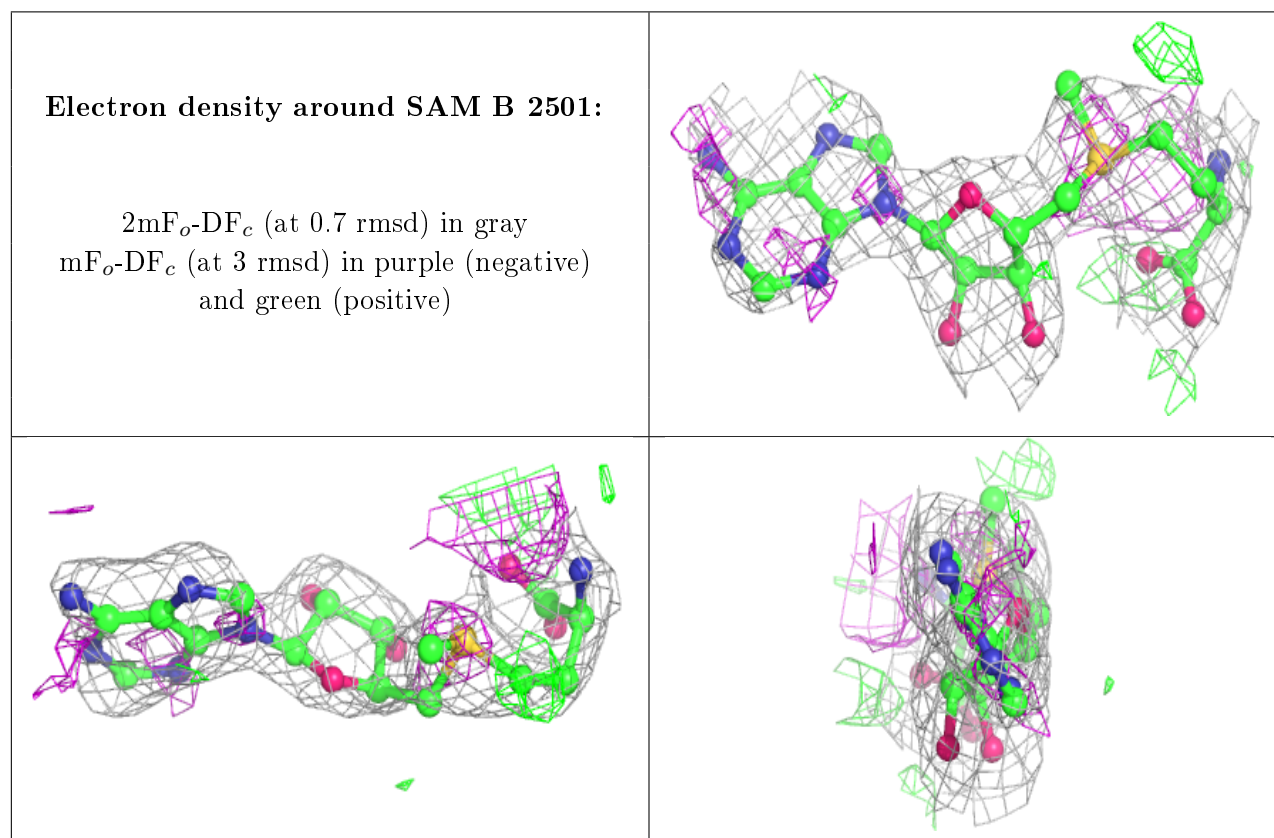 Electron density around SAM B 2501:
2mFₒ-DF𝒸 (at 0.7 rmsd) in gray
mFₒ-DF𝒸 (at 3 rmsd) in purple (negative)
and green (positive)